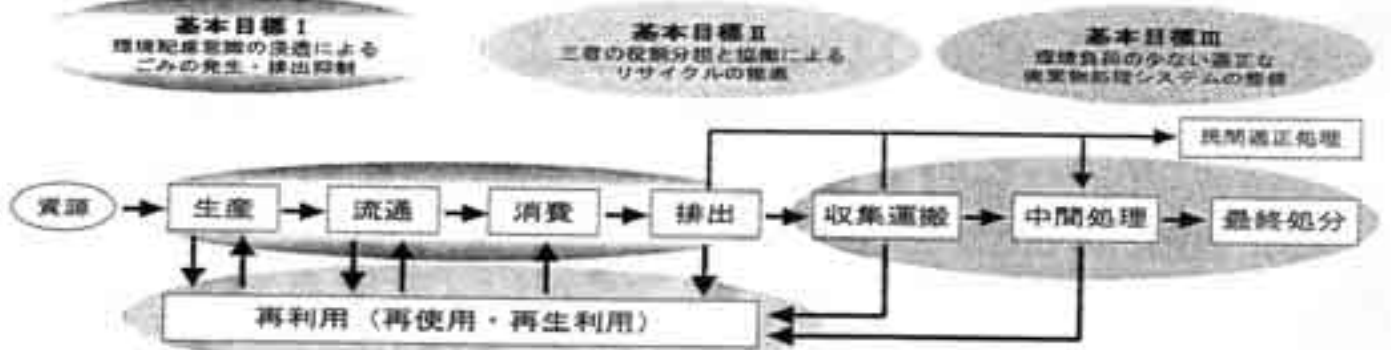 基本目標Ⅰ
環境配慮意識の浸透による
ごみの発生・排出抑制
基本目標Ⅱ
三者の役割分担と協働による
リサイクルの推進
基本目標Ⅲ
環境負荷の少ない適正な
廃棄物処理システムの整備
民間適正処理
資源
生産
流通
消費
排出
収集運搬
中間処理
最終処分
再利用（再使用・再生利用）